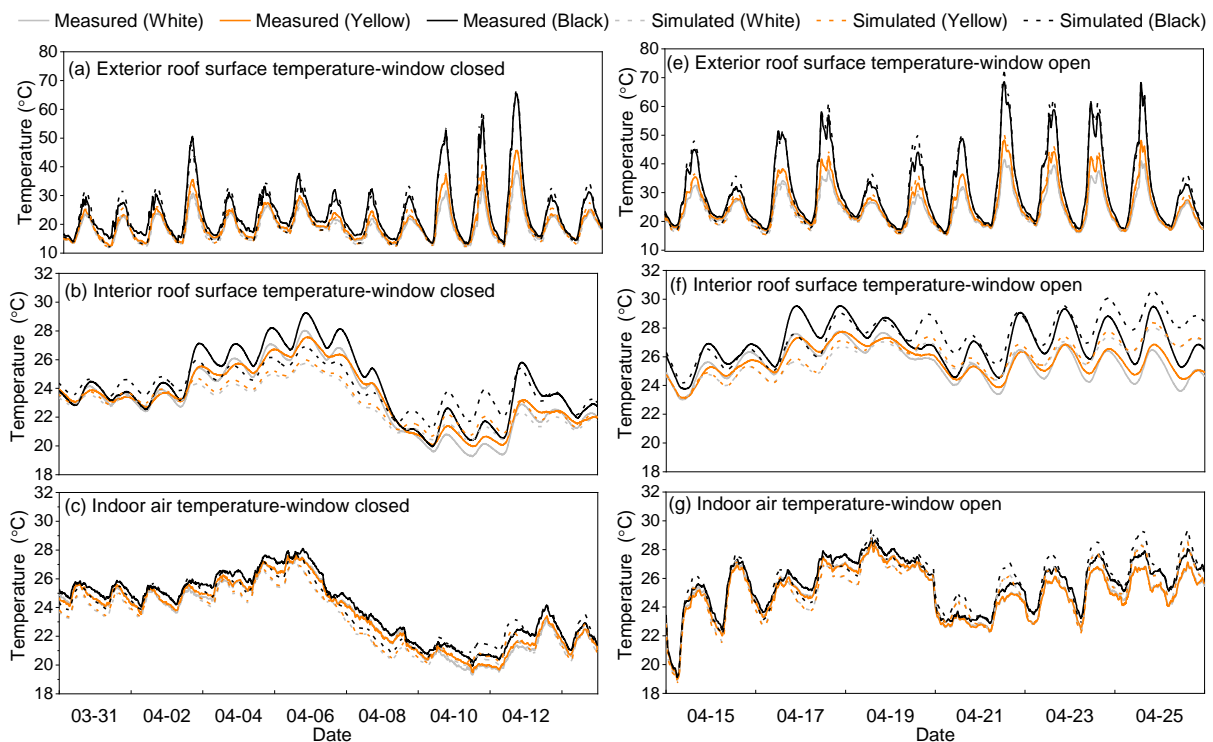 Measured (White) Measured (Yellow) Measured (Black) Simulated (White) Simulated (Yellow) Simulated (Black)
(a) Exterior roof surface temperature-window closed
Temperature (°C)
80
70
60
50
40
30
20
10
(b) Interior roof surface temperature-window closed
Temperature (°C)
32
30
28
26
24
22
20
18
(c) Indoor air temperature-window closed
Temperature (°C)
32
30
28
26
24
22
20
18
03-31 04-02 04-04 04-06 04-08 04-10 04-12
Date
(e) Exterior roof surface temperature-window open
Temperature (°C)
80
70
60
50
40
30
20
10
(f) Interior roof surface temperature-window open
Temperature (°C)
32
30
28
26
24
22
20
18
(g) Indoor air temperature-window open
Temperature (°C)
32
30
28
26
24
22
20
18
04-15 04-17 04-19 04-21 04-23 04-25
Date